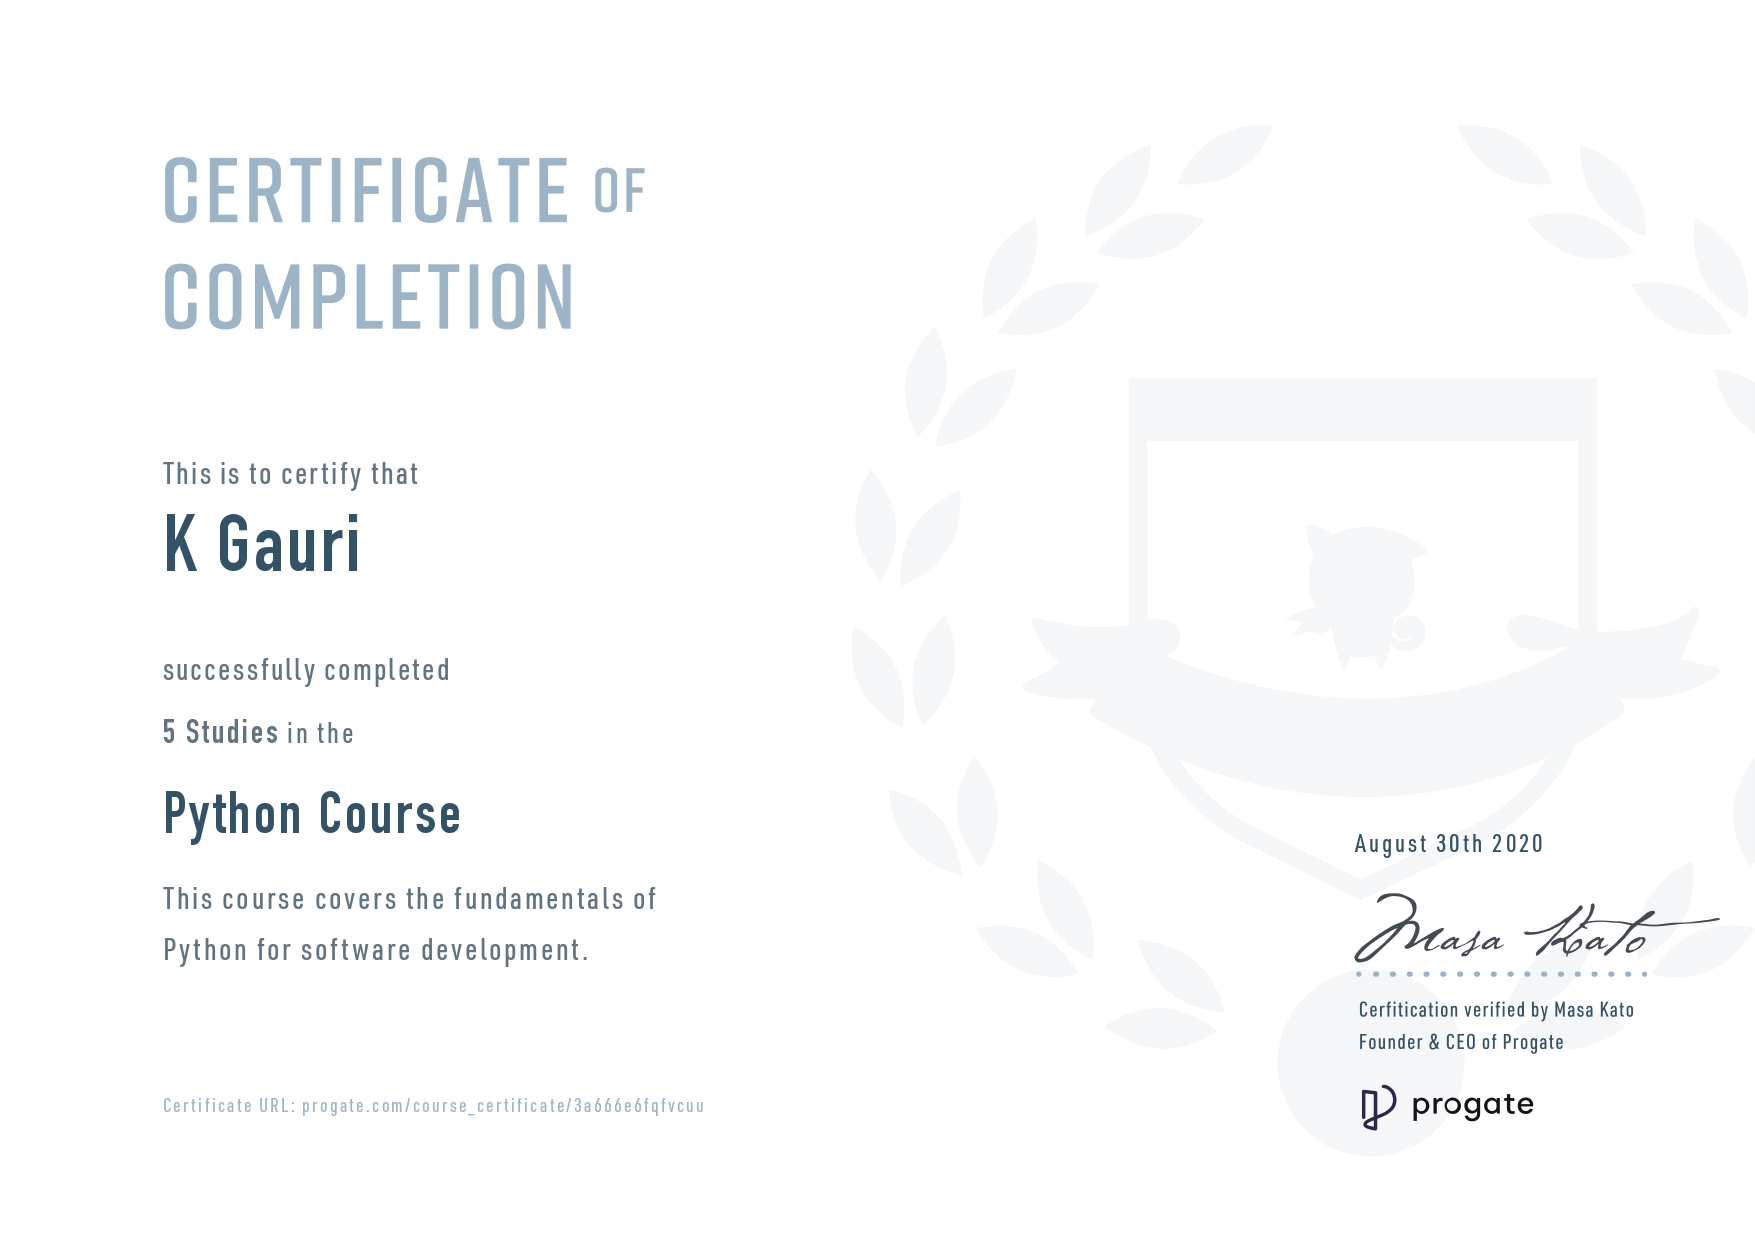 CERTIFICATE OF
COMPLETION
This is to certify that
K Gauri
successfully completed
5 Studies in the
Python Course
This course covers the fundamentals of
Python for software development.
Certificate URL: progate.com/course_certificate/3a666e6fqfvcuu
August 30th 2020
Masa Kato
Cerfitication verified by Masa Kato
Founder & CEO of Progate
progate